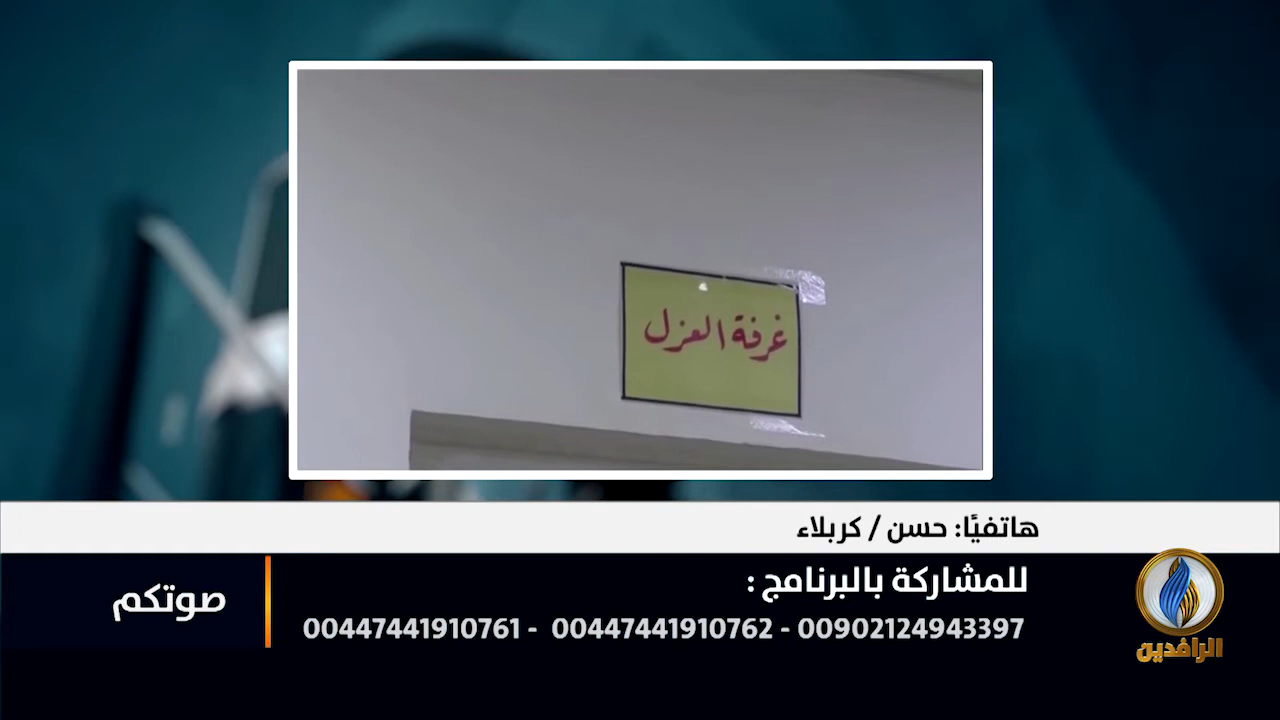 غرفة العزل
هاتفيًا: حسن / كربلاء
للمشاركة بالبرنامج :
00447441910761 - 00447441910762 - 00902124943397
صوتكم
الرافدين